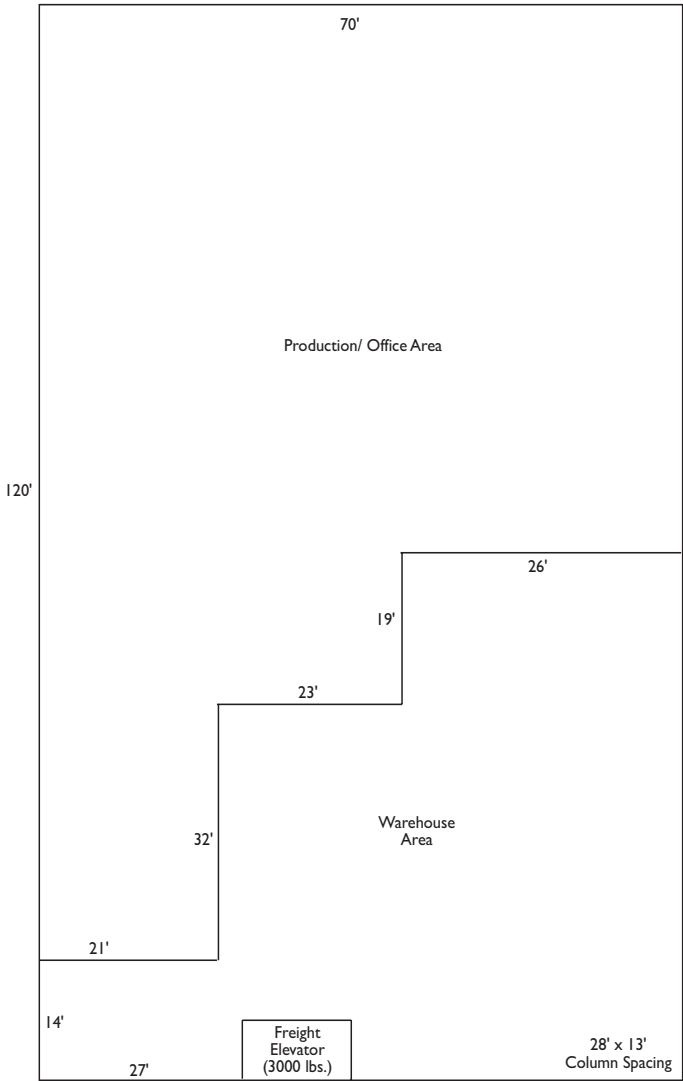 70'
Production/ Office Area
120'
26'
19'
23'
Warehouse
Area
32'
21'
14'
Freight
Elevator
(3000 lbs.)
28' x 13'
Column Spacing
27'